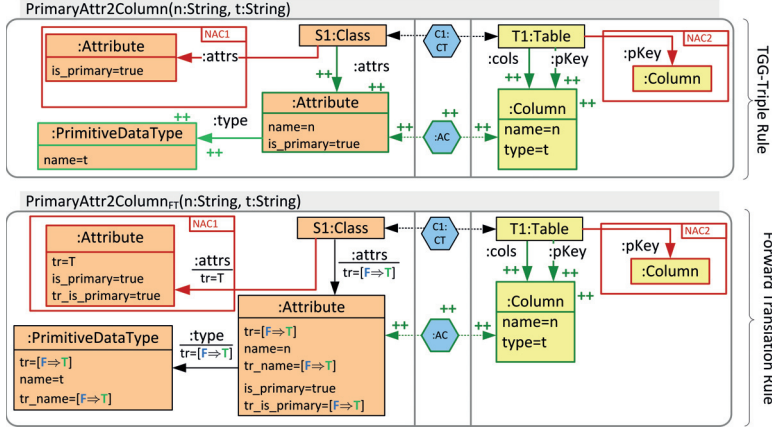 PrimaryAttr2Column(n:String, t:String)
NAC1
:Attribute
is_primary=true
:attrs
S1:Class
C1:
CT
T1:Table
NAC2
:pKey
:Column
:attrs
++
++
:cols
:pKey
++
++
:Attribute
name=n
is_primary=true
++
:AC
++
++
:Column
name=n
type=t
++
++
:PrimitiveDataType
name=t
:type
++
++
TGG-Triple Rule
PrimaryAttr2ColumnFT(n:String, t:String)
NAC1
:Attribute
tr=T
is_primary=true
tr_is_primary=true
:attrs
tr=T
S1:Class
C1:
CT
T1:Table
NAC2
:pKey
:Column
:attrs
tr=[F⇒T]
:cols
:pKey
++
++
:Attribute
tr=[F⇒T]
name=n
tr_name=[F⇒T]
is_primary=true
tr_is_primary=[F⇒T]
++
:AC
++
++
:Column
name=n
type=t
++
:PrimitiveDataType
tr=[F⇒T]
name=t
tr_name=[F⇒T]
:type
tr=[F⇒T]
Forward Translation Rule